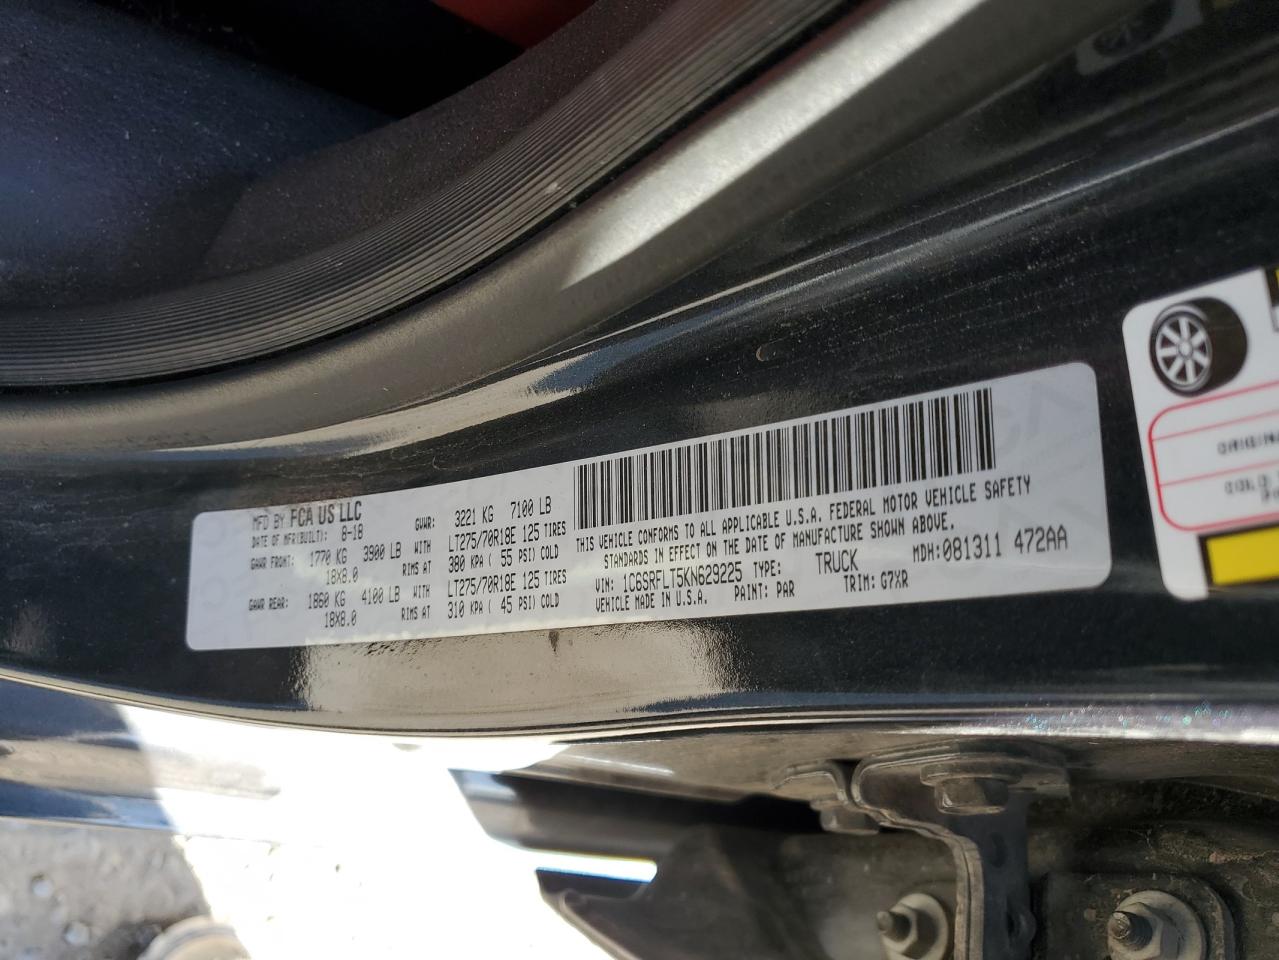 MFD BY FCA US LLC
DATE OF MFR(BUILT): 8-18 GVWR: 3221 KG 7100 LB
GAWR FRONT: 1770 KG 3900 LB WITH LT275/70R18E 125 TIRES
18X8.0 RIMS AT 380 KPA ( 55 PSI) COLD
GAWR REAR: 1860 KG 4100 LB WITH LT275/70R18E 125 TIRES
18X8.0 RIMS AT 310 KPA ( 45 PSI) COLD
THIS VEHICLE CONFORMS TO ALL APPLICABLE U.S.A. FEDERAL MOTOR VEHICLE SAFETY
STANDARDS IN EFFECT ON THE DATE OF MANUFACTURE SHOWN ABOVE.
VIN: 1C6SRFLT5KN629225 TYPE: TRUCK MDH:081311 472AA
VEHICLE MADE IN U.S.A. PAINT: PAR TRIM: G7XR
ORIGIN
COLD